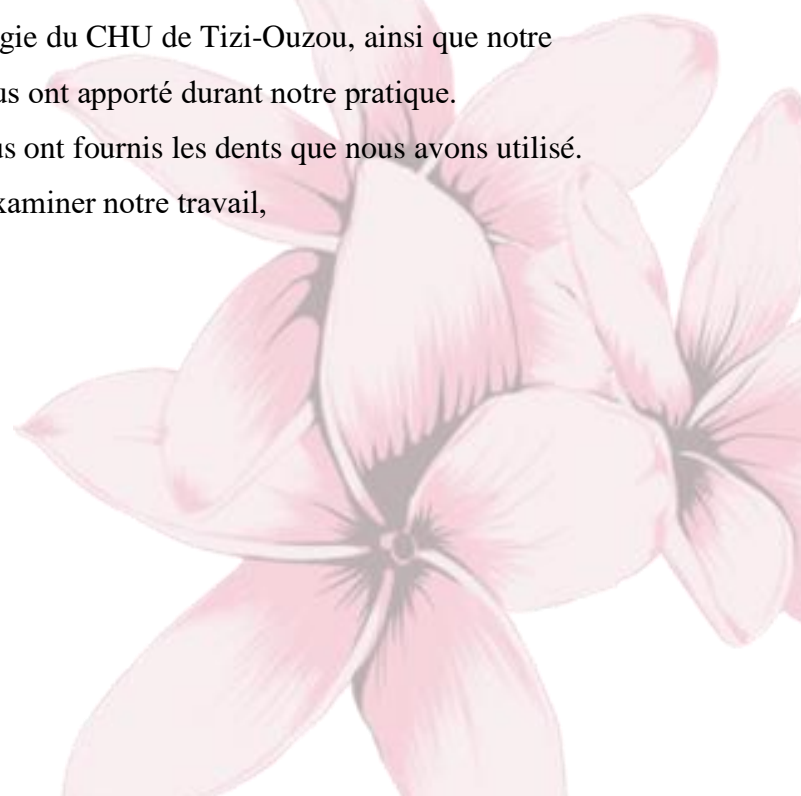 gie du CHU de Tizi-Ouzou, ainsi que notre
us ont apporté durant notre pratique.
us ont fournis les dents que nous avons utilisé.
xaminer notre travail,